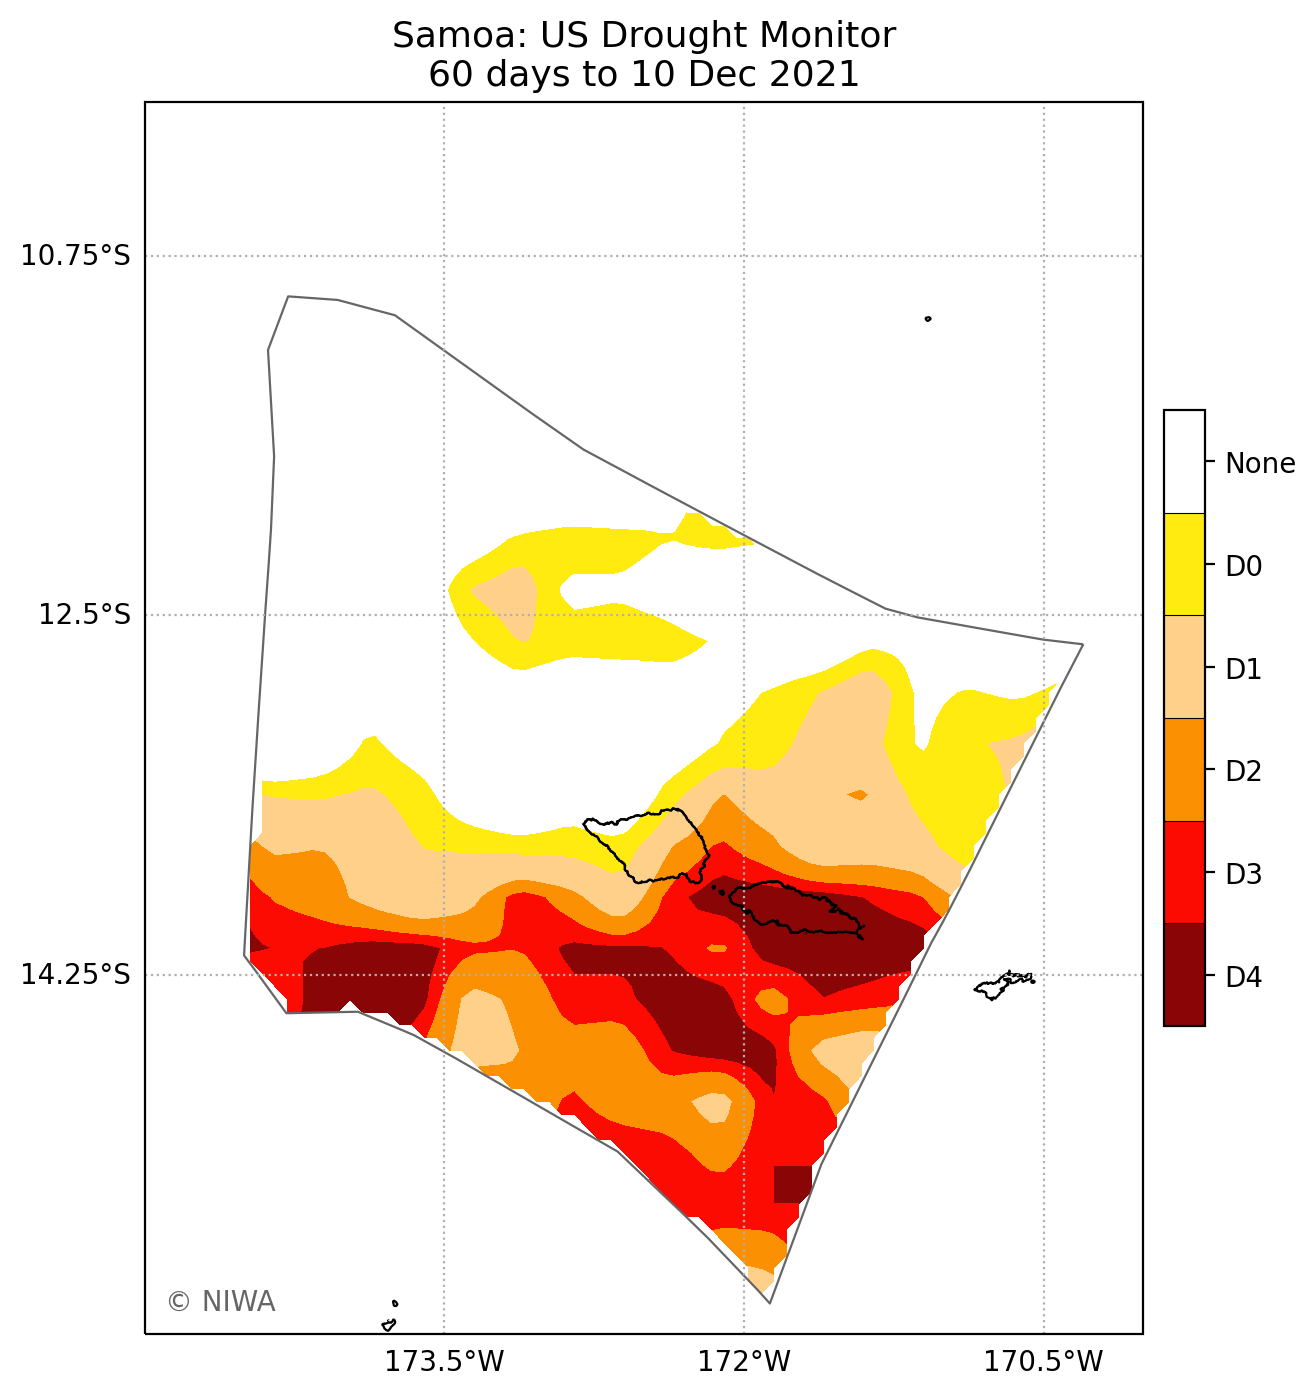 Samoa: US Drought Monitor
60 days to 10 Dec 2021
10.75°S
12.5°S
14.25°S
None
D0
D1
D2
D3
D4
© NIWA
173.5°W
172°W
170.5°W